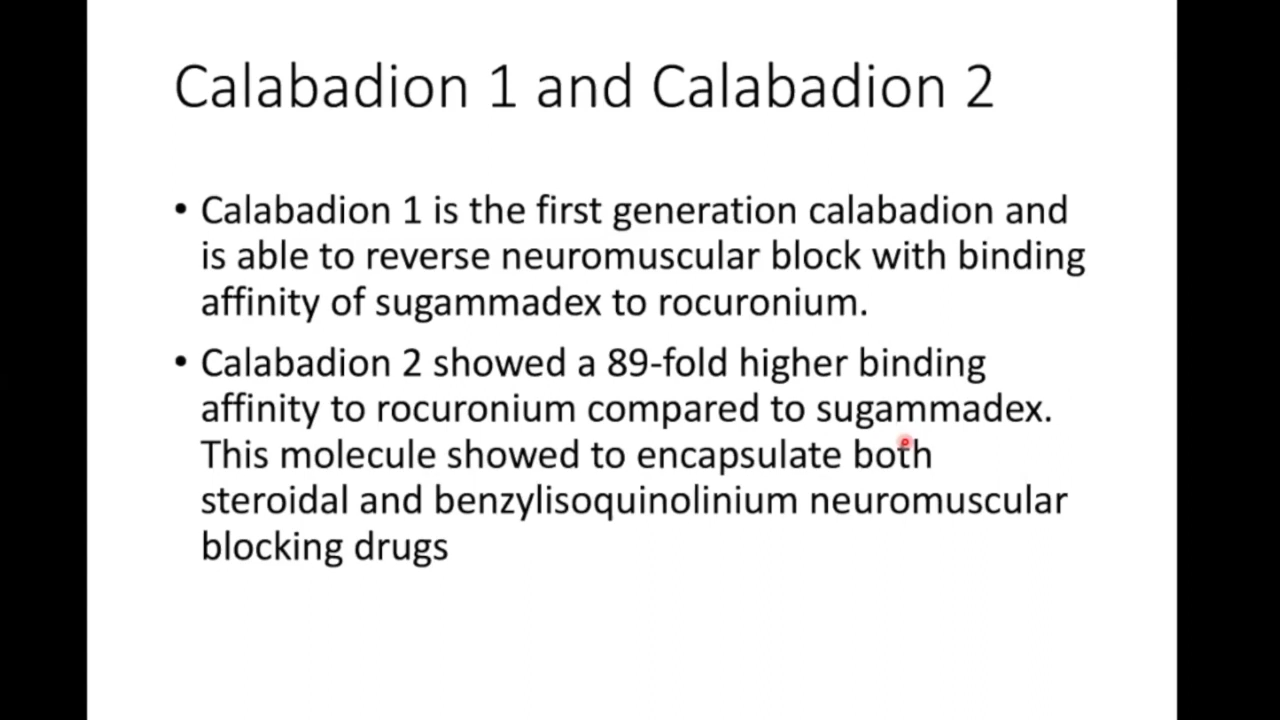 Calabadion 1 and Calabadion 2
• Calabadion 1 is the first generation calabadion and
is able to reverse neuromuscular block with binding
affinity of sugammadex to rocuronium.
• Calabadion 2 showed a 89-fold higher binding
affinity to rocuronium compared to sugammadex.
This molecule showed to encapsulate both
steroidal and benzylisoquinolinium neuromuscular
blocking drugs